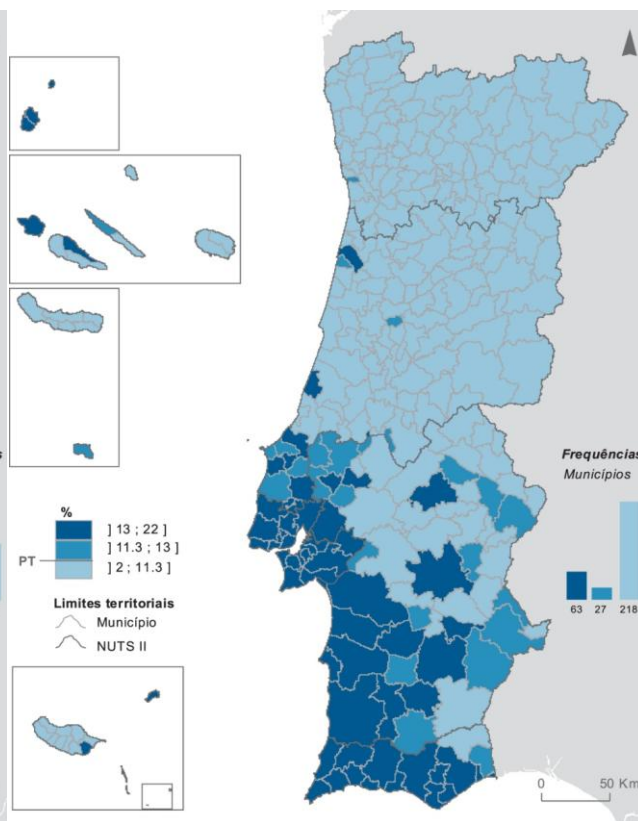 s
Frequências
Municípios
%
] 13 ; 22 ]
] 11.3 ; 13 ]
] 2 ; 11.3 ]
PT
63 27 218
Limites territoriais
Município
NUTS II
0 50 Km